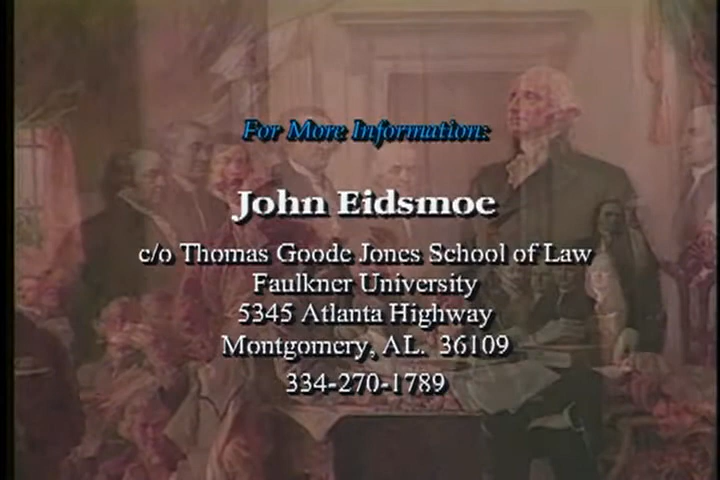 For More Information:
John Eidsmoe
c/o Thomas Goode Jones School of Law
Faulkner University
5345 Atlanta Highway
Montgomery, AL.  36109
334-270-1789